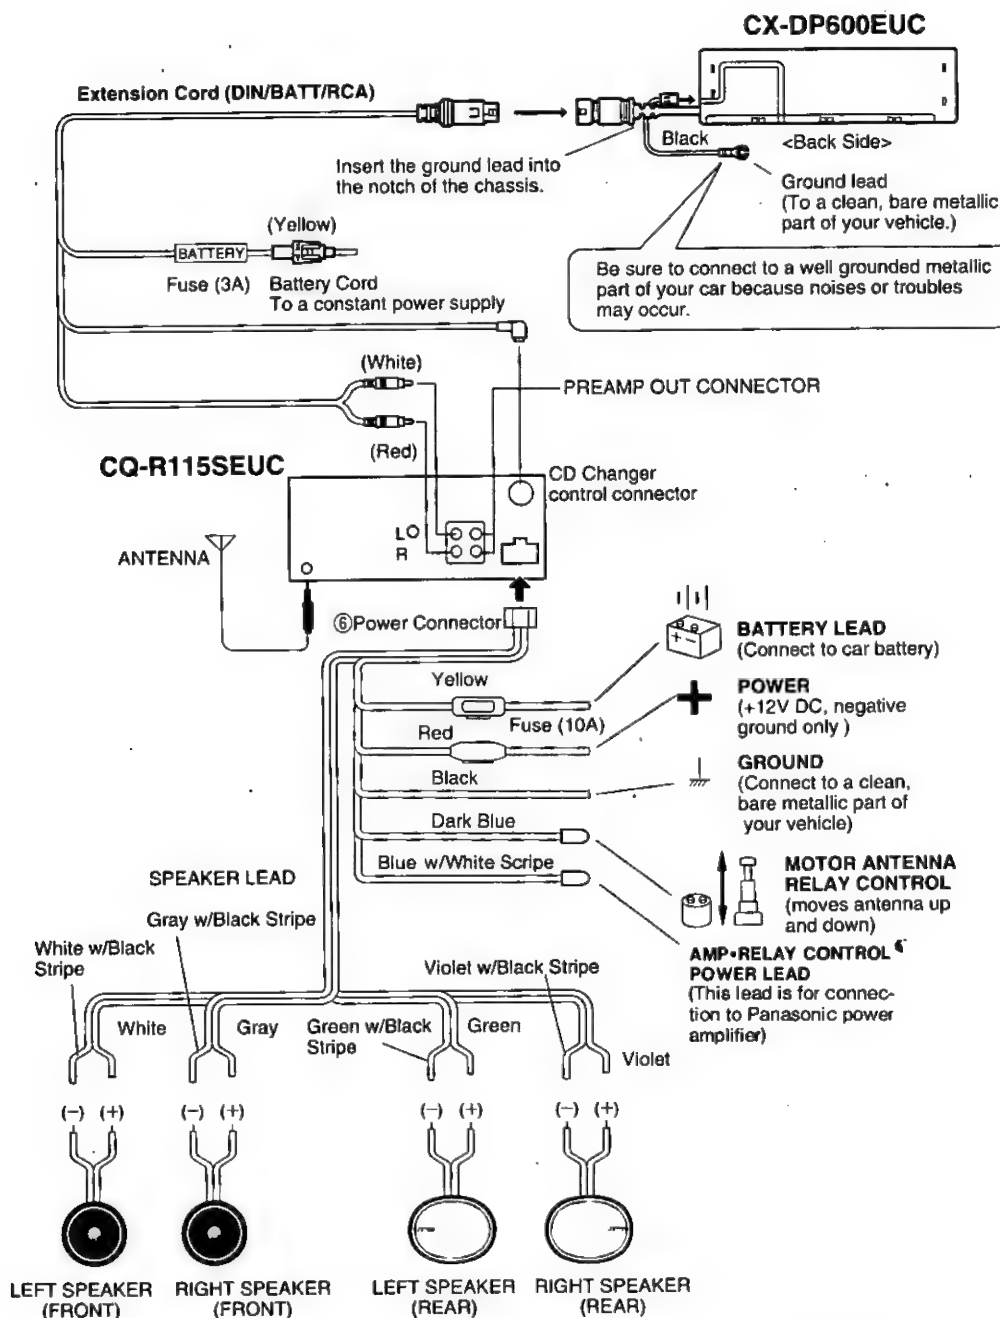 CX-DP600EUC
Extension Cord (DIN/BATT/RCA)
Black
<Back Side>
Insert the ground lead into
the notch of the chassis.
Ground lead
(To a clean, bare metallic
part of your vehicle.)
(Yellow)
BATTERY
Fuse (3A)
Battery Cord
To a constant power supply
Be sure to connect to a well grounded metallic
part of your car because noises or troubles
may occur.
(White)
PREAMP OUT CONNECTOR
(Red)
CQ-R115SEUC
CD Changer
control connector
L
R
ANTENNA
⑥Power Connector
BATTERY LEAD
(Connect to car battery)
Yellow
Fuse (10A)
POWER
(+12V DC, negative
ground only )
Red
GROUND
(Connect to a clean,
bare metallic part of
your vehicle)
Black
Dark Blue
Blue w/White Scripe
MOTOR ANTENNA
RELAY CONTROL
(moves antenna up
and down)
AMP•RELAY CONTROL
POWER LEAD
(This lead is for connec-
tion to Panasonic power
amplifier)
SPEAKER LEAD
Gray w/Black Stripe
White w/Black
Stripe
Violet w/Black Stripe
White
Gray
Green w/Black
Stripe
Green
Violet
(−) (+)
(−) (+)
(−) (+)
(−) (+)
LEFT SPEAKER
(FRONT)
RIGHT SPEAKER
(FRONT)
LEFT SPEAKER
(REAR)
RIGHT SPEAKER
(REAR)